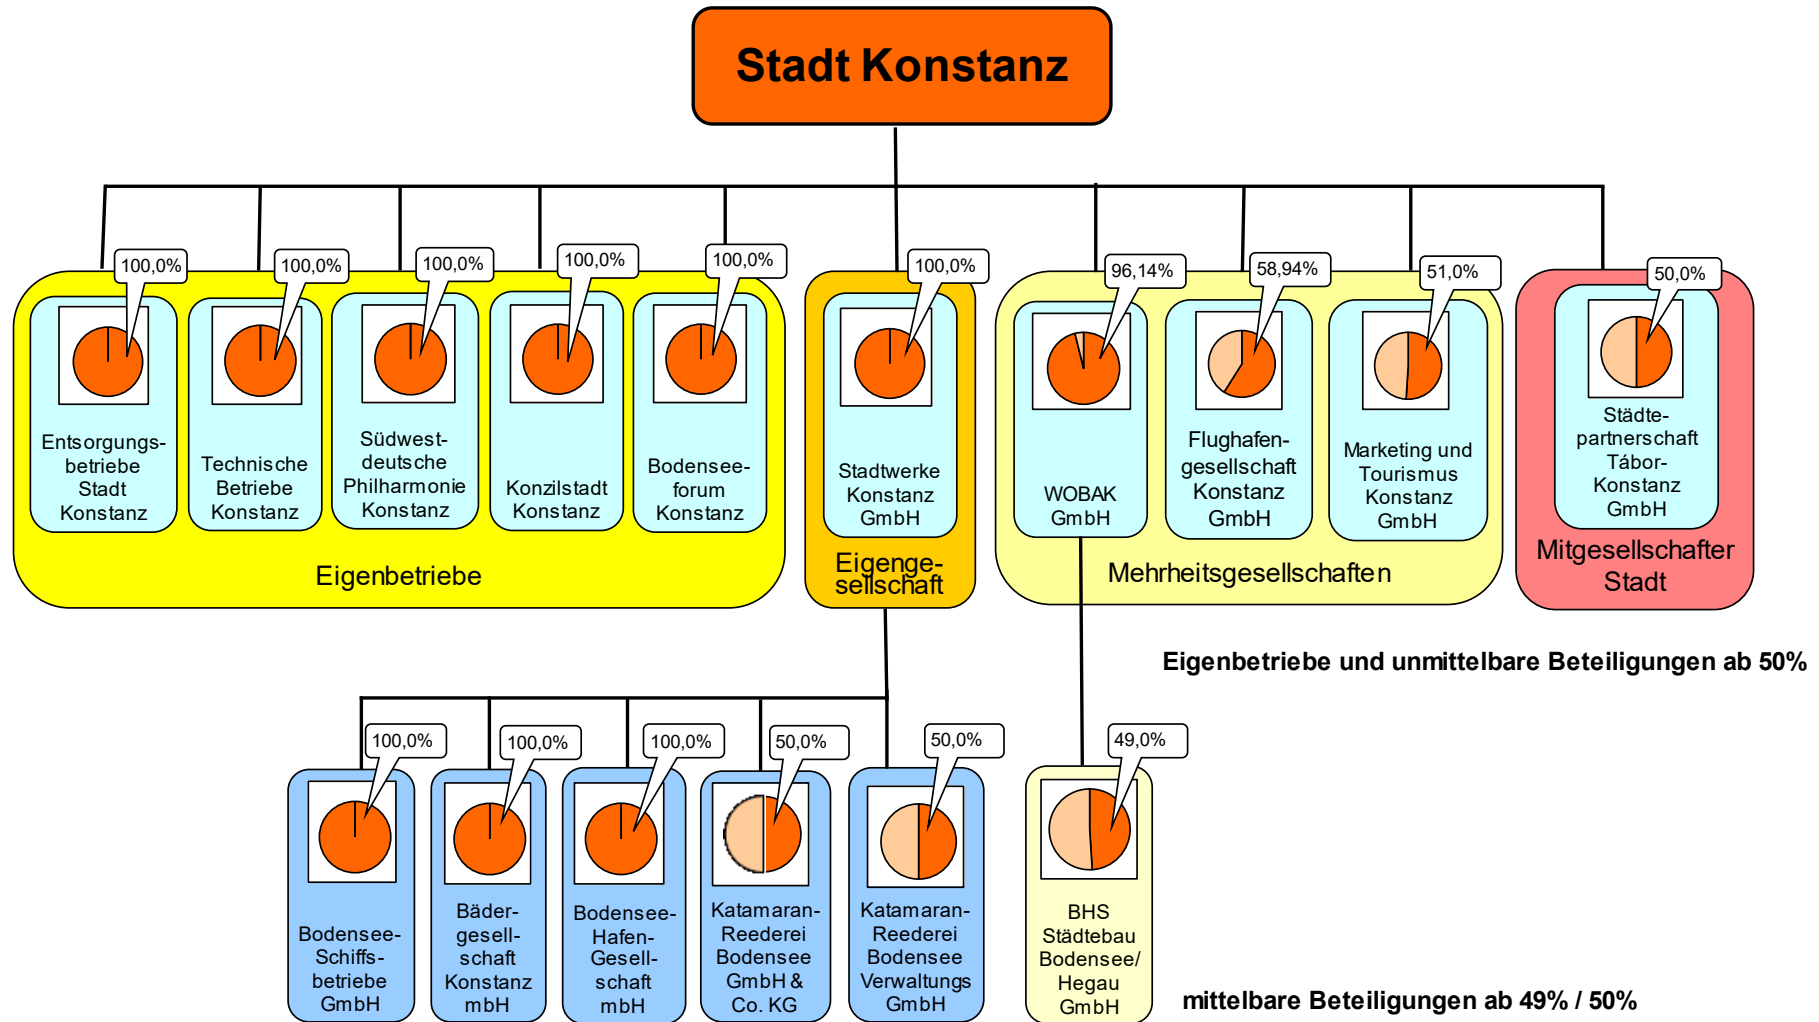 Stadt Konstanz
100,0%
100,0%
100,0%
100,0%
100,0%
100,0%
96,14%
58,94%
51,0%
50,0%
Entsorgungs-
betriebe
Stadt
Konstanz
Technische
Betriebe
Konstanz
Südwest-
deutsche
Philharmonie
Konstanz
Konzilstadt
Konstanz
Bodensee-
forum
Konstanz
Eigenbetriebe
Stadtwerke
Konstanz
GmbH
Eigenge-
sellschaft
WOBAK
GmbH
Flughafen-
gesellschaft
Konstanz
GmbH
Marketing und
Tourismus
Konstanz
GmbH
Mehrheitsgesellschaften
Städte-
partnerschaft
Tábor-
Konstanz
GmbH
Mitgesellschafter
Stadt
Eigenbetriebe und unmittelbare Beteiligungen ab 50%
100,0%
100,0%
100,0%
50,0%
50,0%
49,0%
Bodensee-
Schiffs-
betriebe
GmbH
Bäder-
gesell-
schaft
Konstanz
mbH
Bodensee-
Hafen-
Gesell-
schaft
mbH
Katamaran-
Reederei
Bodensee
GmbH &
Co. KG
Katamaran-
Reederei
Bodensee
Verwaltungs
GmbH
BHS
Städtebau
Bodensee/
Hegau
GmbH
mittelbare Beteiligungen ab 49% / 50%